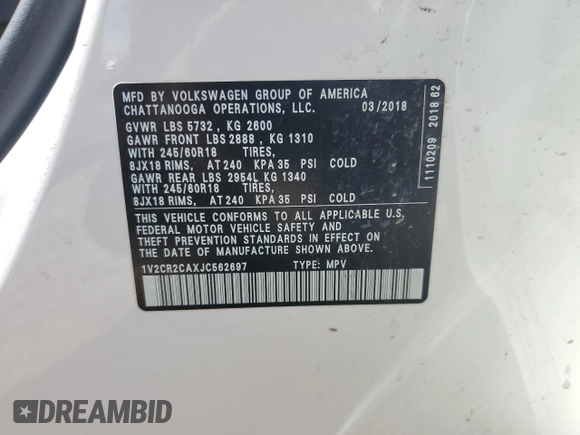 MFD BY VOLKSWAGEN GROUP OF AMERICA
CHATTANOOGA OPERATIONS, LLC. 03/2018
GVWR LBS 5732 , KG 2600
GAWR FRONT LBS 2888 , KG 1310
WITH 245/60R18 TIRES,
8JX18 RIMS, AT 240 KPA 35 PSI COLD
GAWR REAR LBS 2954L KG 1340
WITH 245/60R18 TIRES,
8JX18 RIMS, AT 240 KPA 35 PSI COLD
THIS VEHICLE CONFORMS TO ALL APPLICABLE U.S.
FEDERAL MOTOR VEHICLE SAFETY AND
THEFT PREVENTION STANDARDS IN EFFECT ON
THE DATE OF MANUFACTURE SHOWN ABOVE.
1V2CR2CAXJC562697 TYPE: MPV
1110209 2018 62
DREAMBID